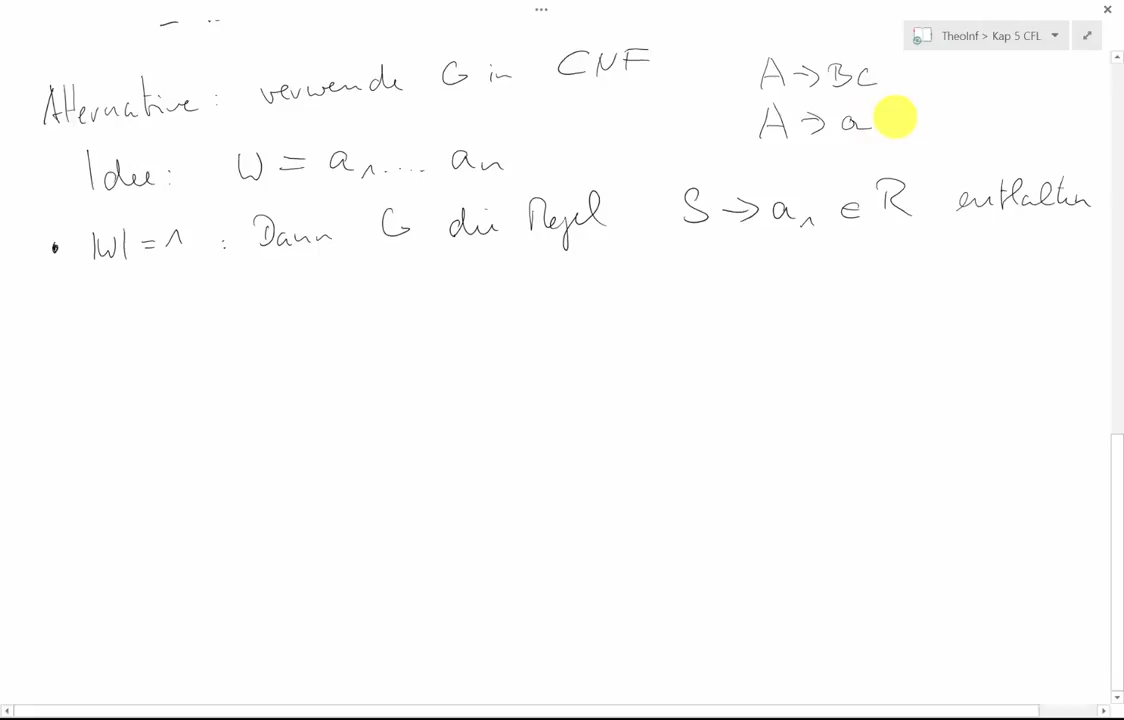 TheoInf > Kap 5 CFL
Alternative: verwende G in CNF
A → BC
A → a
Idee: W = a₁.... aₙ
• |W| = 1 : Dann G die Regel S → a₁ ∈ R enthalten